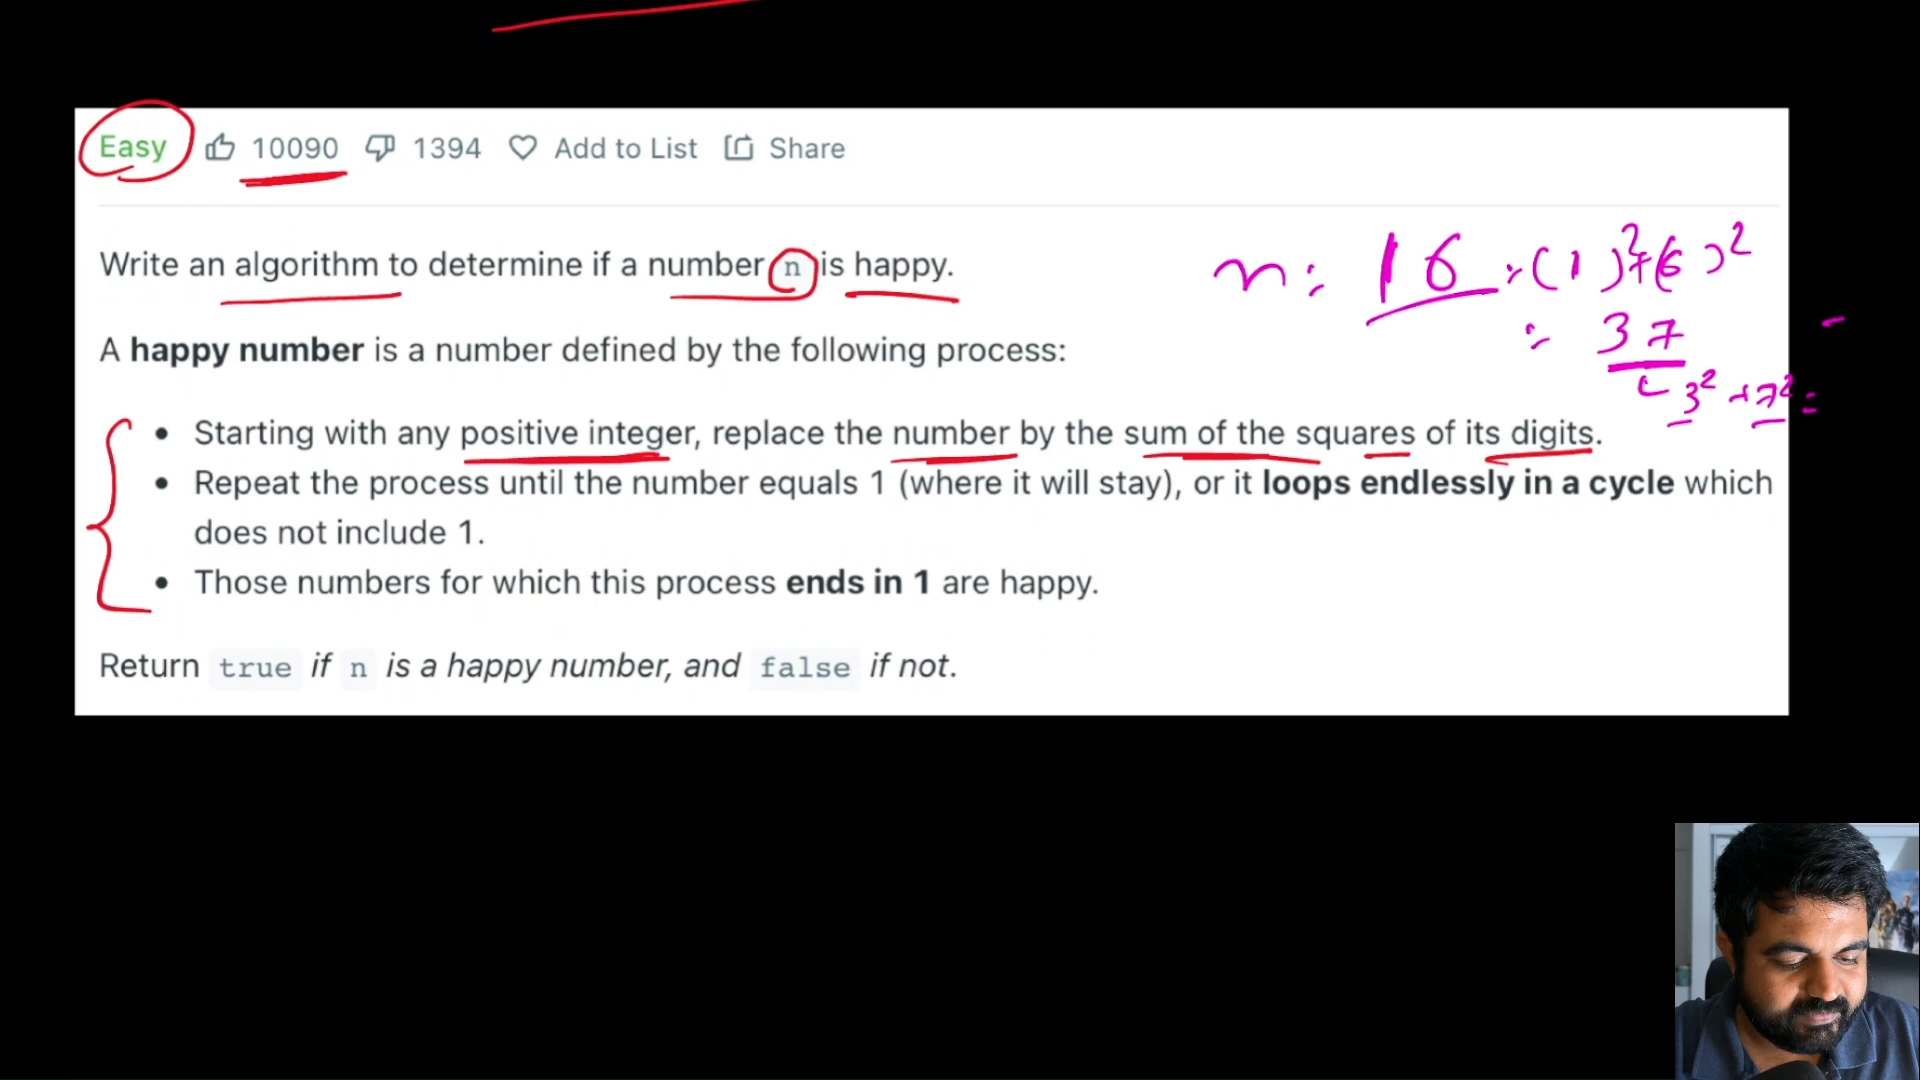 Easy 10090 1394 Add to List Share
Write an algorithm to determine if a number n is happy.
n: 16 : (1)² + (6)²
: 37
3² + 7² =
A happy number is a number defined by the following process:
• Starting with any positive integer, replace the number by the sum of the squares of its digits.
• Repeat the process until the number equals 1 (where it will stay), or it loops endlessly in a cycle which
does not include 1.
• Those numbers for which this process ends in 1 are happy.
Return true if n is a happy number, and false if not.